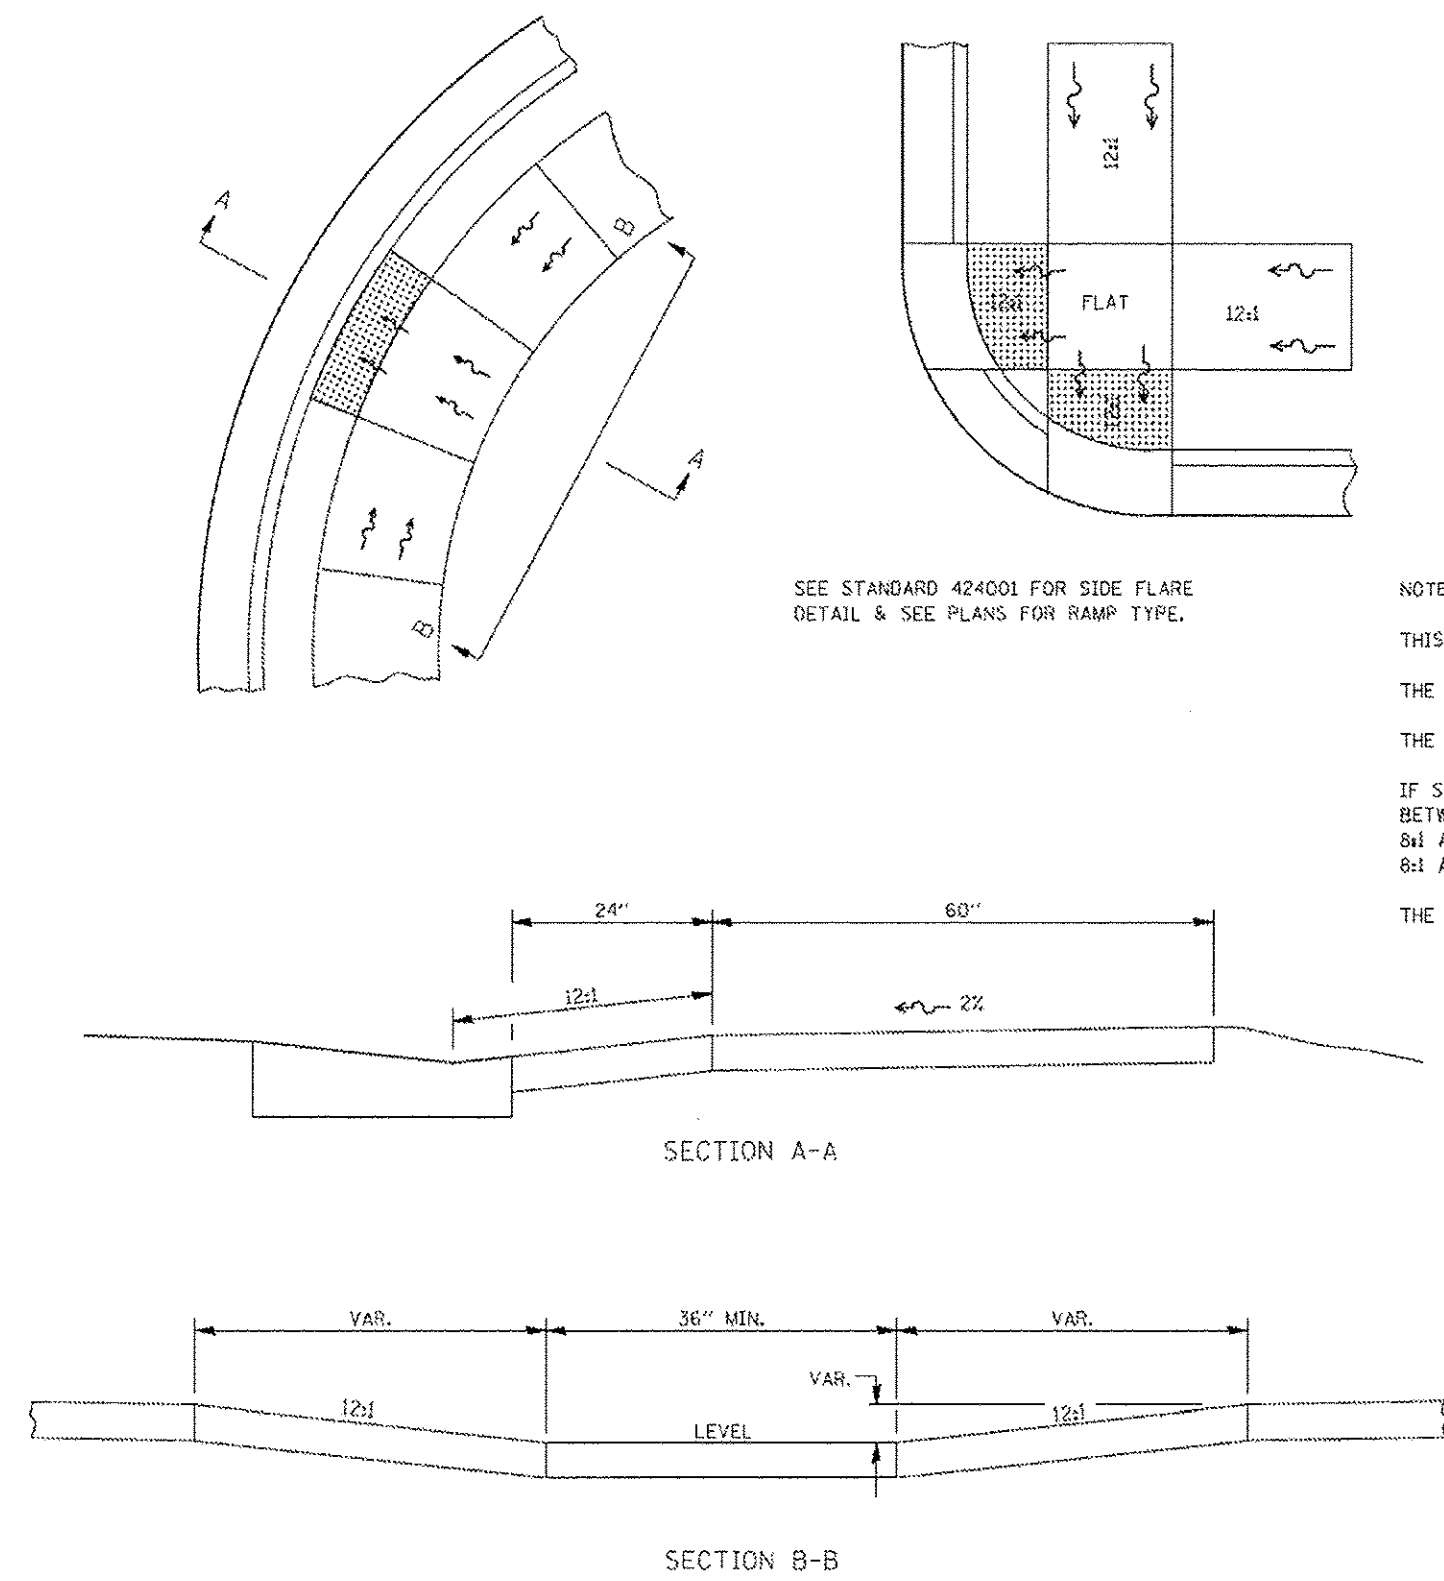 A
B
A
B
12:1
12:1
FLAT
12:1
12:1
SEE STANDARD 424001 FOR SIDE FLARE
DETAIL & SEE PLANS FOR RAMP TYPE.
NOTE
THIS
THE
THE
IF S
BETW
8:1 A
8:1 A
THE
24"
60"
12:1
2%
SECTION A-A
VAR.
36" MIN.
VAR.
VAR.
12:1
12:1
LEVEL
SECTION B-B